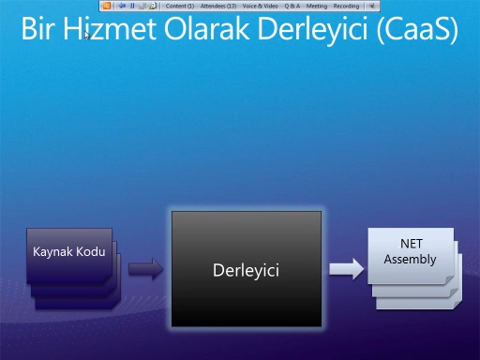 Content (1) Attendees (13) Voice & Video Q & A Meeting Recording
Bir Hizmet Olarak Derleyici (CaaS)
Kaynak Kodu
Derleyici
NET
Assembly